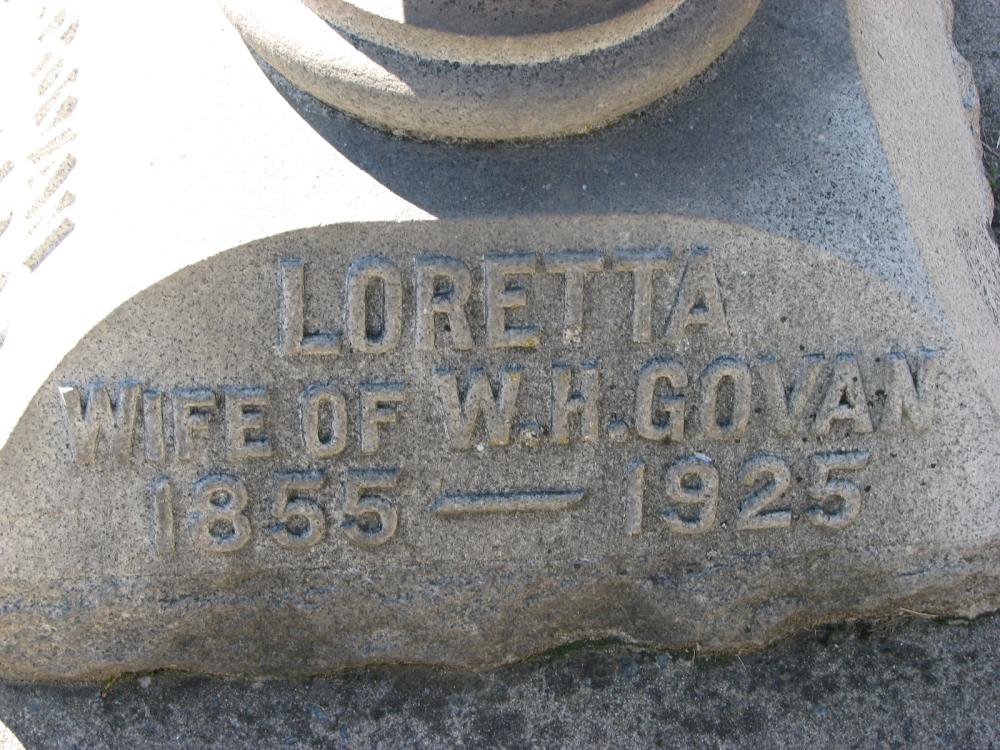 LORETTA
WIFE OF W.H.GOVAN
1855 — 1925